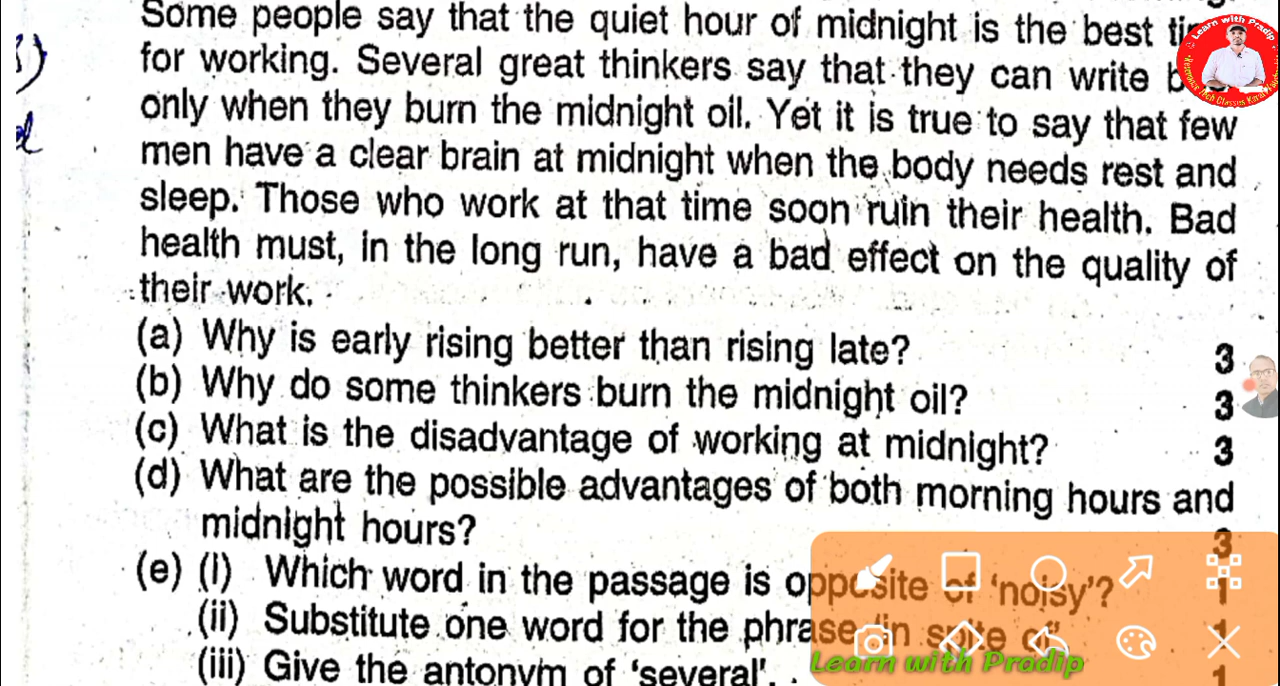 Some people say that the quiet hour of midnight is the best
for working. Several great thinkers say that they can write
only when they burn the midnight oil. Yet it is true to say that few
men have a clear brain at midnight when the body needs rest and
sleep. Those who work at that time soon ruin their health. Bad
health must, in the long run, have a bad effect on the quality of
their work.
(a) Why is early rising better than rising late? 3
(b) Why do some thinkers burn the midnight oil? 3
(c) What is the disadvantage of working at midnight? 3
(d) What are the possible advantages of both morning hours and
midnight hours? 3
(e) (i) Which word in the passage is opposite of 'noisy'? 1
(ii) Substitute one word for the phrase 'in spite of' 1
(iii) Give the antonym of 'several'. 1
Learn with Prodip
Learn with Pradip